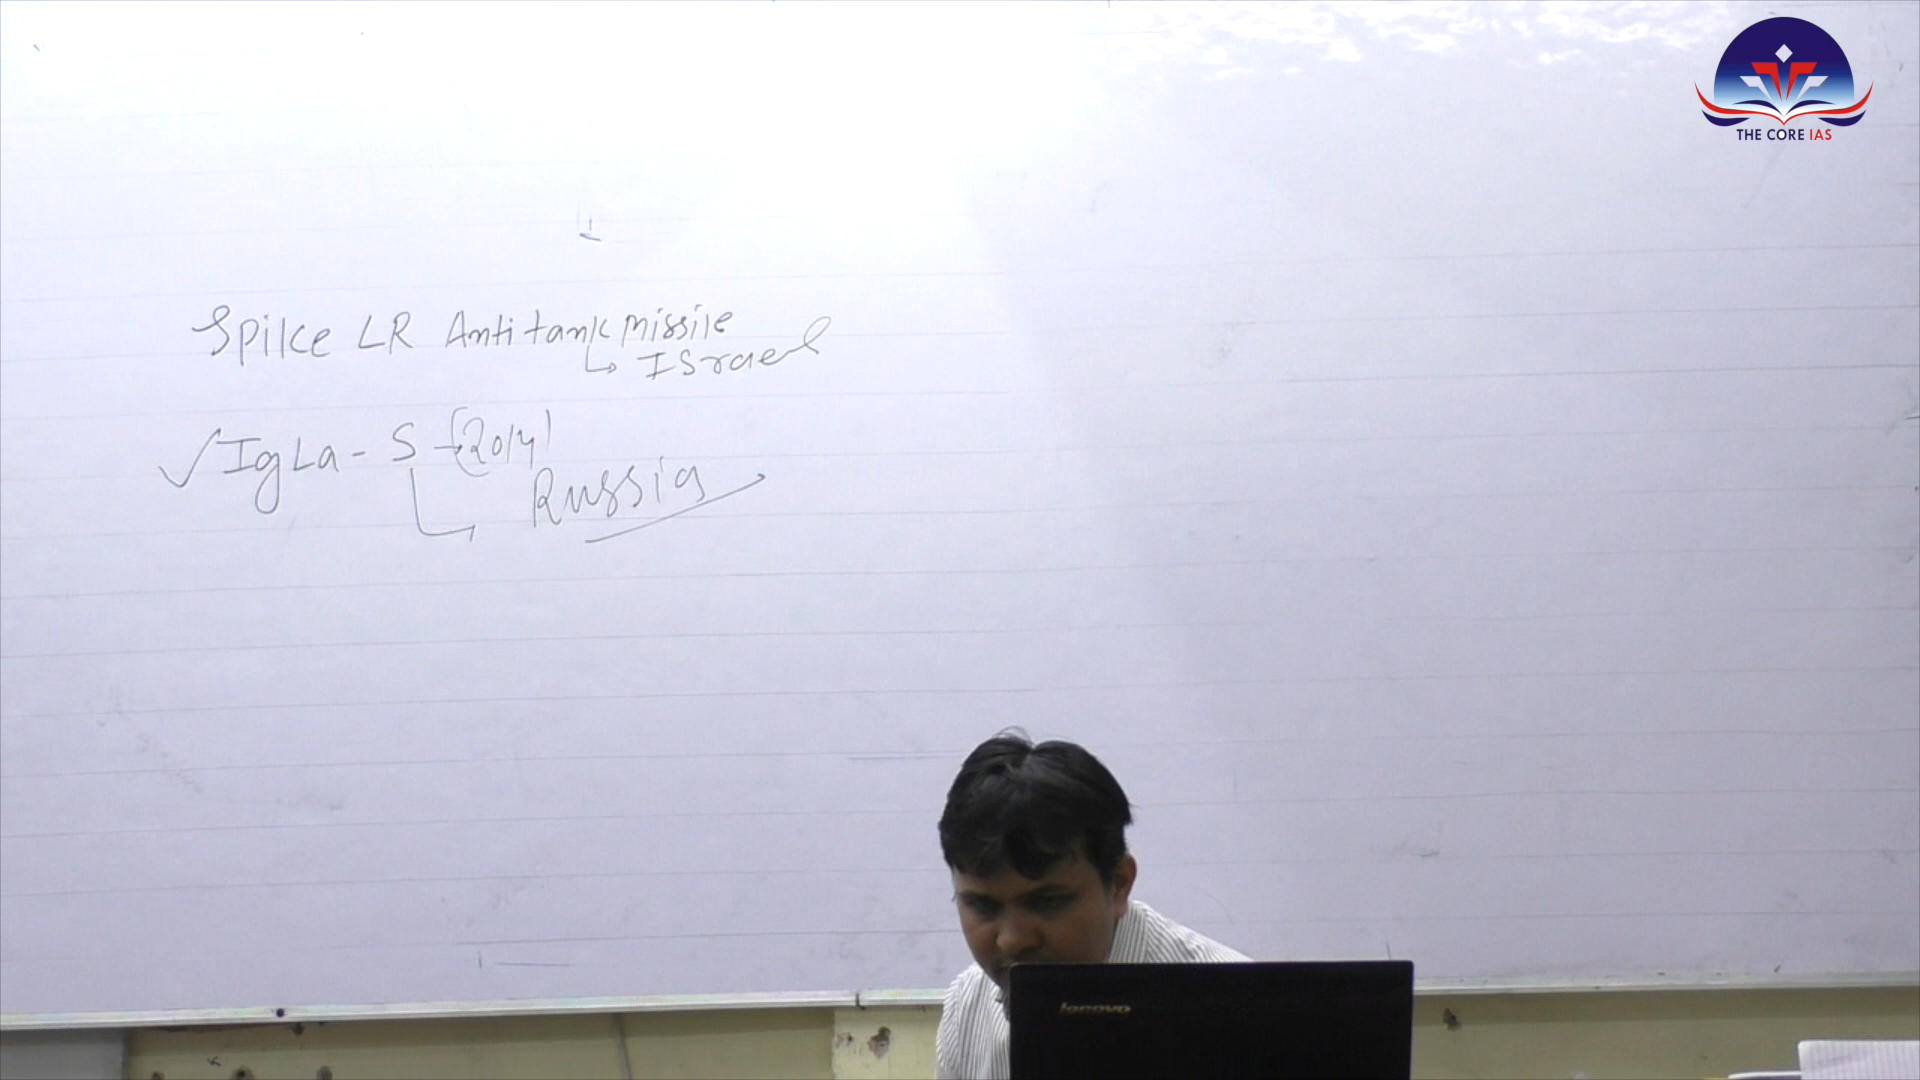 THE CORE IAS
Spike LR Anti tank missile
↳ Israel
✓ IgLa - S - (2014)
↳ Russia
lenovo